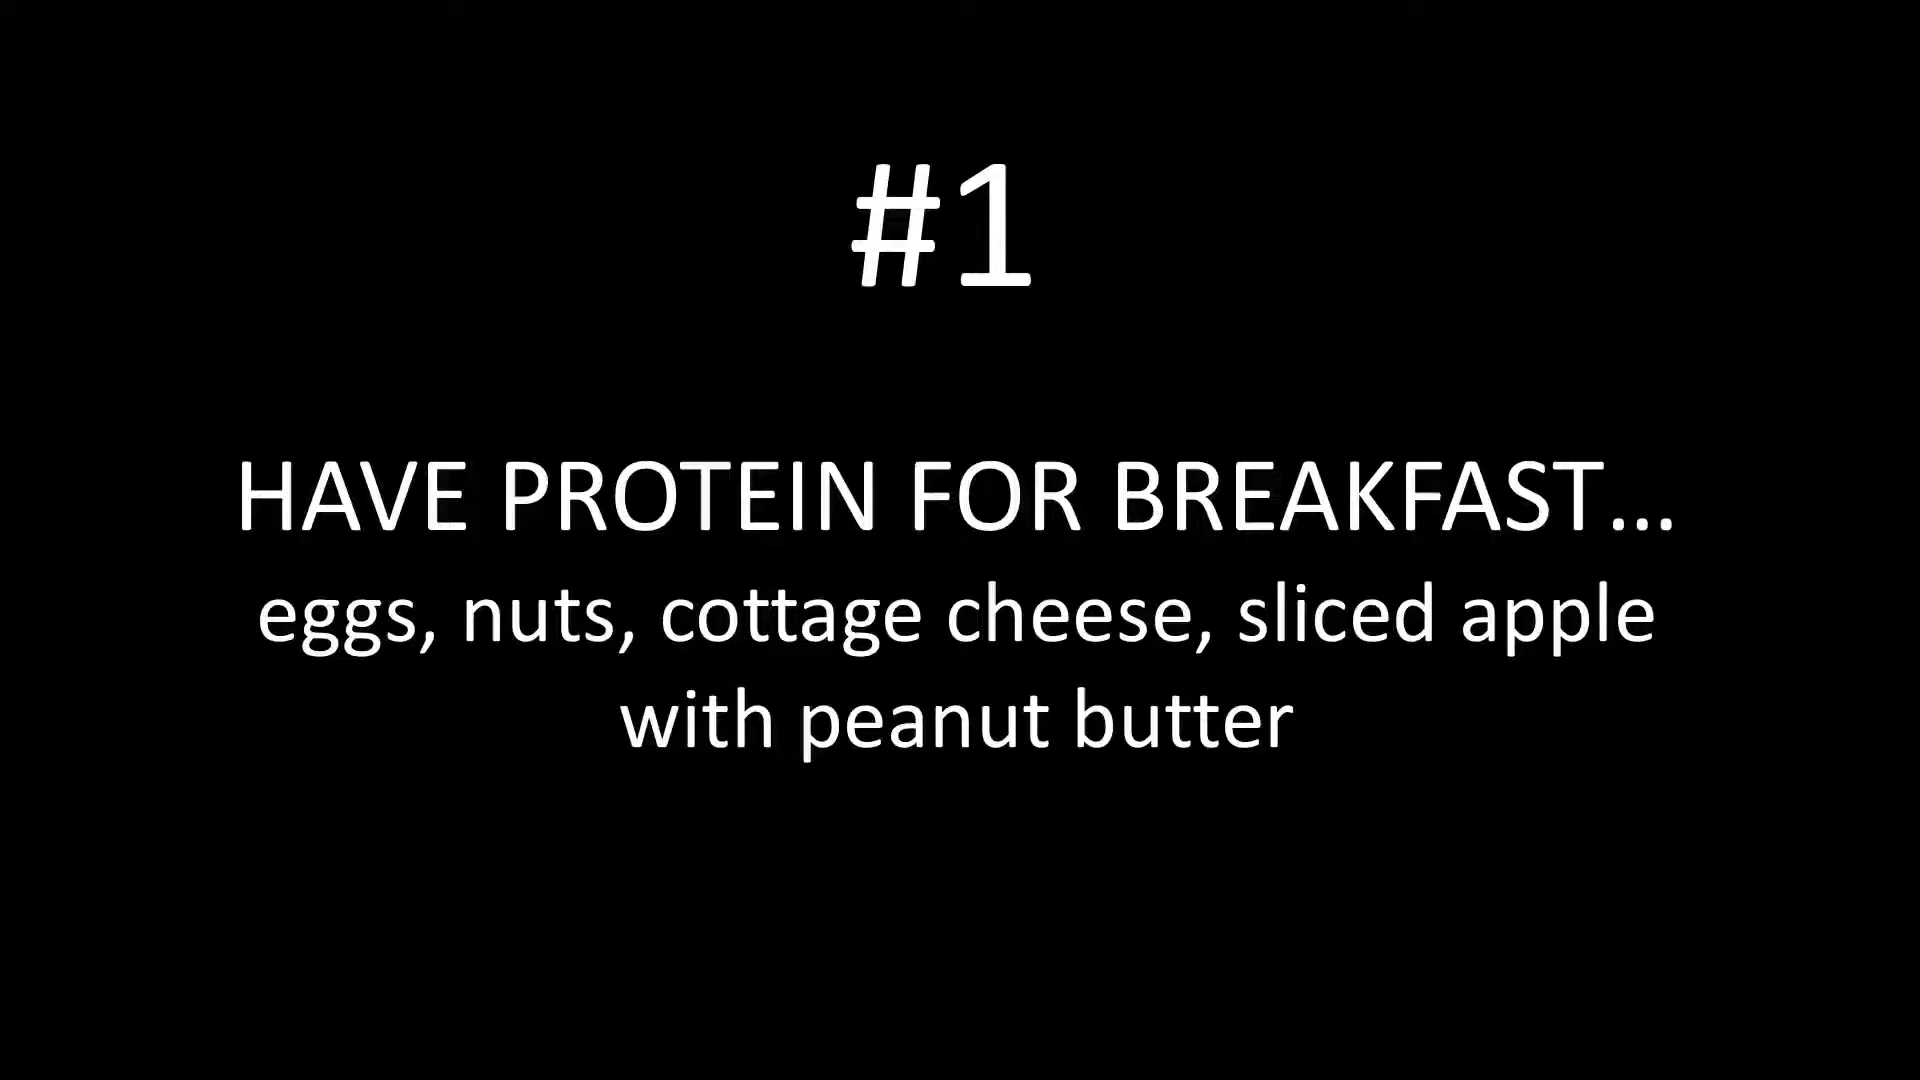 #1
HAVE PROTEIN FOR BREAKFAST...
eggs, nuts, cottage cheese, sliced apple
with peanut butter